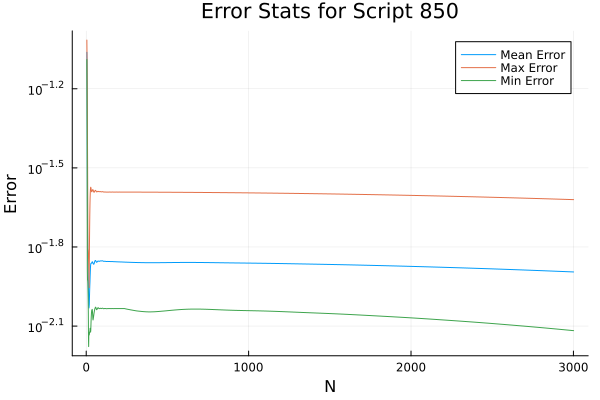 Error Stats for Script 850
Mean Error
Max Error
Min Error
10^−1.2
10^−1.5
10^−1.8
10^−2.1
Error
0 1000 2000 3000
N